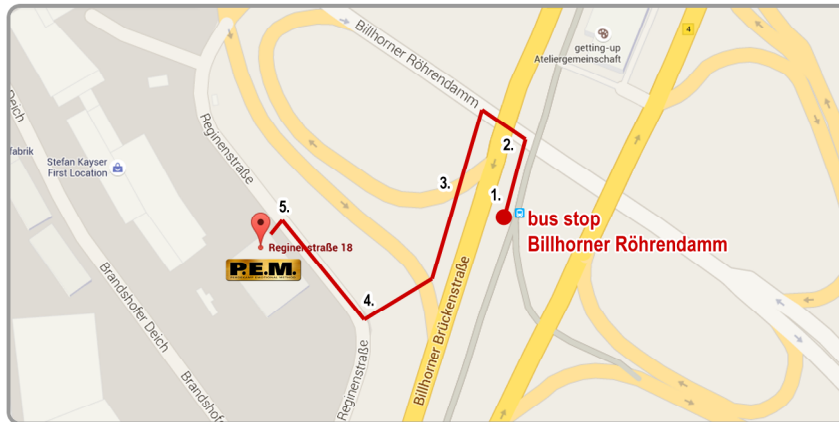 Billhorner Röhrendamm
4
getting-up
Ateliergemeinschaft
Reginenstraße
Deich
fabrik
Stefan Kayser
First Location
1.
2.
3.
4.
5.
bus stop
Billhorner Röhrendamm
Reginenstraße 18
P.E.M.
Billhorner Brückenstraße
Brandshofer Deich
Reginenstraße
Brandshofer